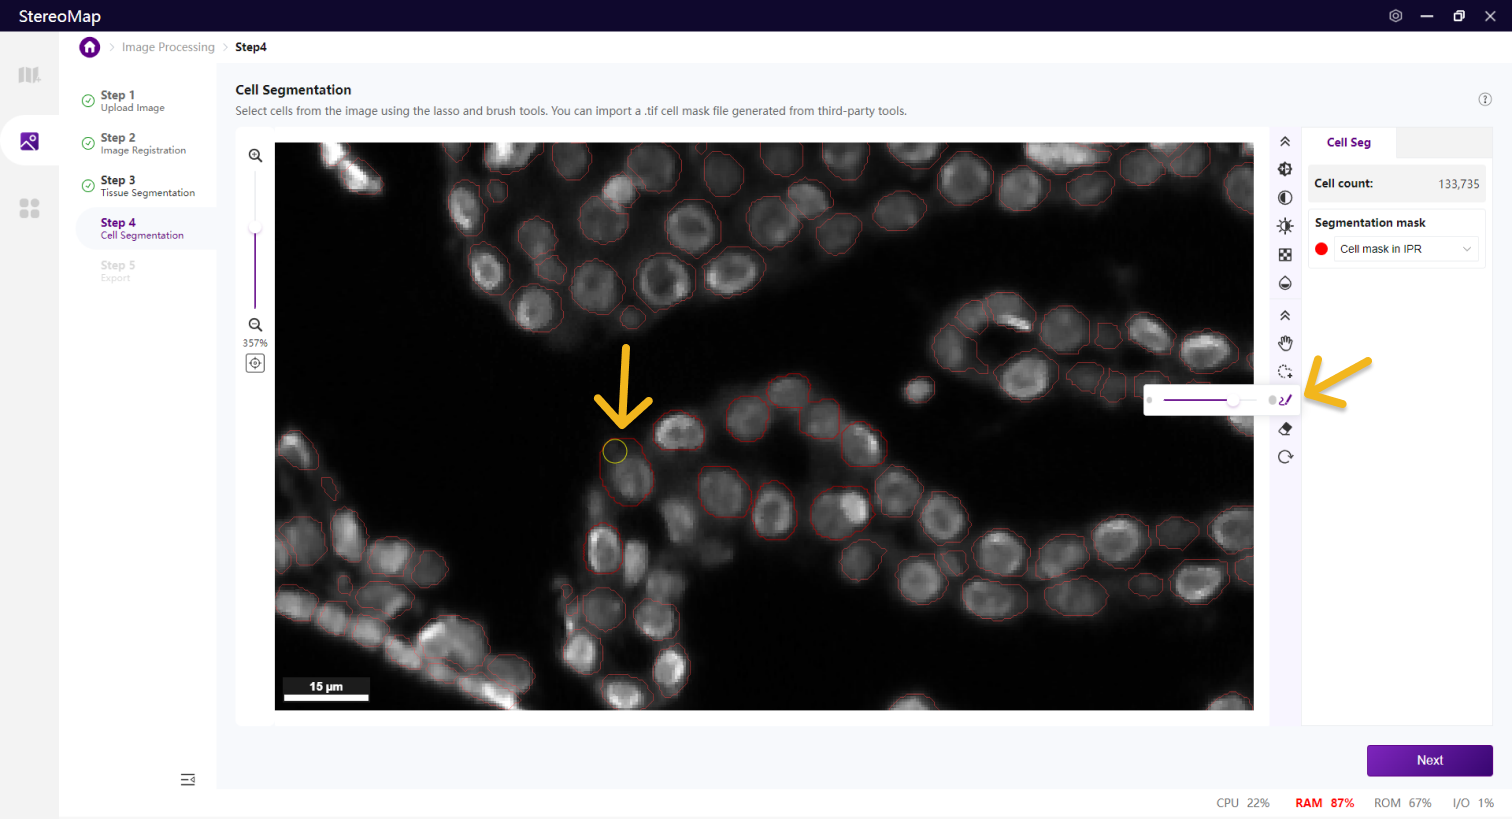 StereoMap
Image Processing
Step4
Step 1
Upload Image
Step 2
Image Registration
Step 3
Tissue Segmentation
Step 4
Cell Segmentation
Step 5
Export
Cell Segmentation
Select cells from the image using the lasso and brush tools. You can import a .tif cell mask file generated from third-party tools.
357%
15 μm
Cell Seg
Cell count: 133,735
Segmentation mask
Cell mask in IPR
Next
CPU 22% RAM 87% ROM 67% I/O 1%